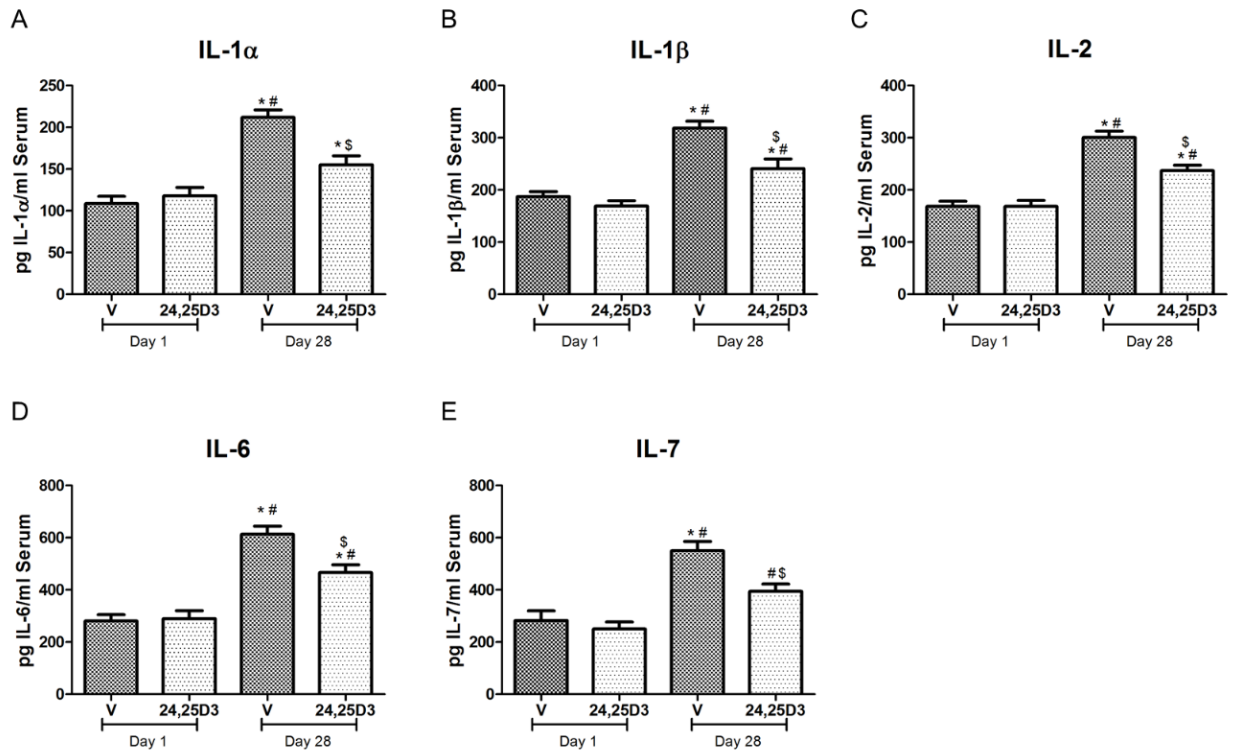 A
IL-1α
pg IL-1α/ml Serum
250
200
150
100
50
0
* #
* $
V
24,25D3
V
24,25D3
Day 1
Day 28
B
IL-1β
pg IL-1β/ml Serum
400
300
200
100
0
* #
$
* #
V
24,25D3
V
24,25D3
Day 1
Day 28
C
IL-2
pg IL-2/ml Serum
400
300
200
100
0
* #
$
* #
V
24,25D3
V
24,25D3
Day 1
Day 28
D
IL-6
pg IL-6/ml Serum
800
600
400
200
0
* #
$
* #
V
24,25D3
V
24,25D3
Day 1
Day 28
E
IL-7
pg IL-7/ml Serum
800
600
400
200
0
* #
# $
V
24,25D3
V
24,25D3
Day 1
Day 28